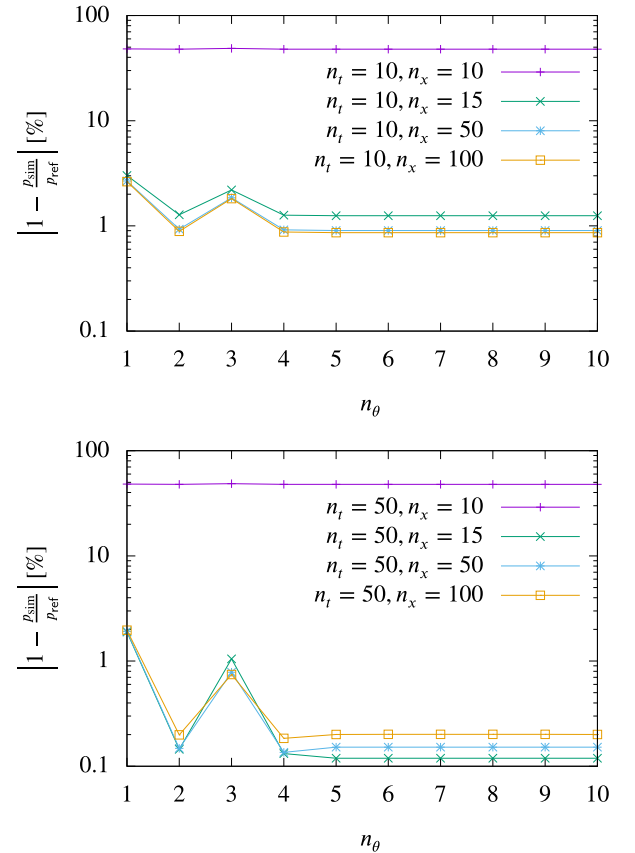 100
n_t = 10, n_x = 10
n_t = 10, n_x = 15
10
n_t = 10, n_x = 50
n_t = 10, n_x = 100
|1 − p_sim/p_ref| [%]
1
0.1
1 2 3 4 5 6 7 8 9 10
n_θ
100
n_t = 50, n_x = 10
n_t = 50, n_x = 15
10
n_t = 50, n_x = 50
n_t = 50, n_x = 100
|1 − p_sim/p_ref| [%]
1
0.1
1 2 3 4 5 6 7 8 9 10
n_θ